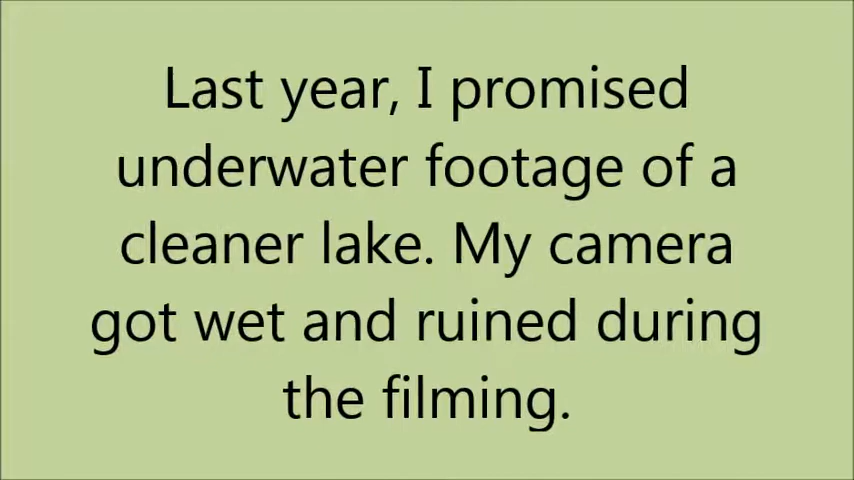 Last year, I promised
underwater footage of a
cleaner lake. My camera
got wet and ruined during
the filming.